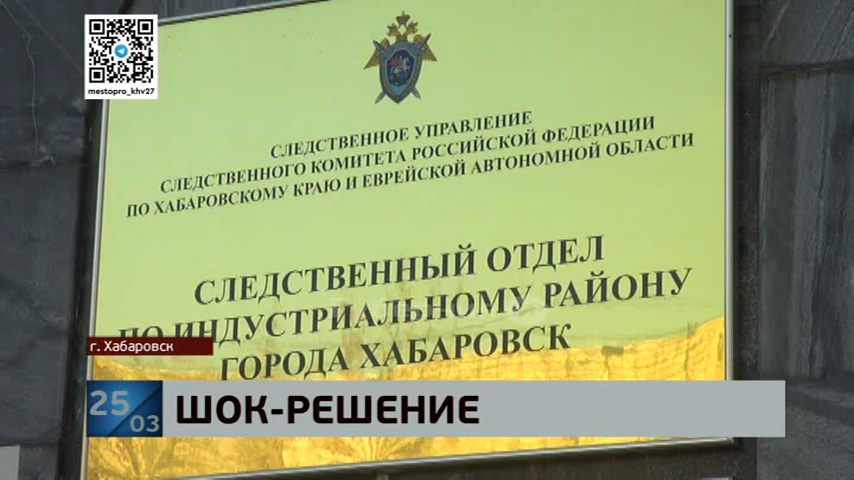 mestopro_khv27
СЛЕДСТВЕННОЕ УПРАВЛЕНИЕ
СЛЕДСТВЕННОГО КОМИТЕТА РОССИЙСКОЙ ФЕДЕРАЦИИ
ПО ХАБАРОВСКОМУ КРАЮ И ЕВРЕЙСКОЙ АВТОНОМНОЙ ОБЛАСТИ
СЛЕДСТВЕННЫЙ ОТДЕЛ
ПО ИНДУСТРИАЛЬНОМУ РАЙОНУ
ГОРОДА ХАБАРОВСК
г. Хабаровск
25
03
ШОК-РЕШЕНИЕ